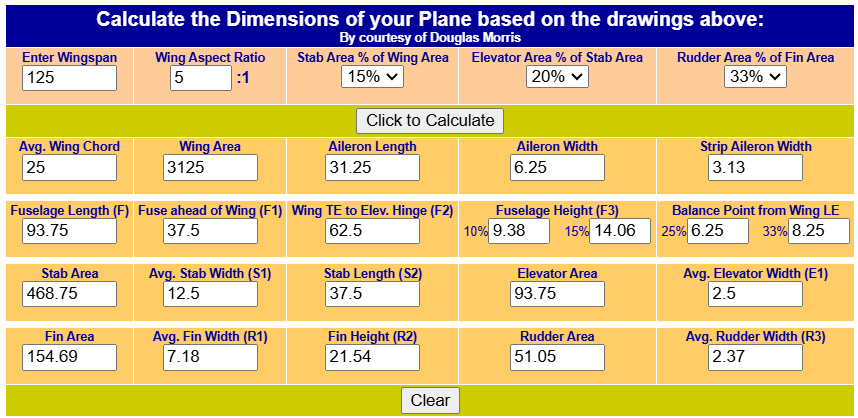 Calculate the Dimensions of your Plane based on the drawings above:
By courtesy of Douglas Morris
Enter Wingspan Wing Aspect Ratio Stab Area % of Wing Area Elevator Area % of Stab Area Rudder Area % of Fin Area
125 5 :1 15% 20% 33%
Click to Calculate
Avg. Wing Chord Wing Area Aileron Length Aileron Width Strip Aileron Width
25 3125 31.25 6.25 3.13
Fuselage Length (F) Fuse ahead of Wing (F1) Wing TE to Elev. Hinge (F2) Fuselage Height (F3) Balance Point from Wing LE
93.75 37.5 62.5 10% 9.38 15% 14.06 25% 6.25 33% 8.25
Stab Area Avg. Stab Width (S1) Stab Length (S2) Elevator Area Avg. Elevator Width (E1)
468.75 12.5 37.5 93.75 2.5
Fin Area Avg. Fin Width (R1) Fin Height (R2) Rudder Area Avg. Rudder Width (R3)
154.69 7.18 21.54 51.05 2.37
Clear